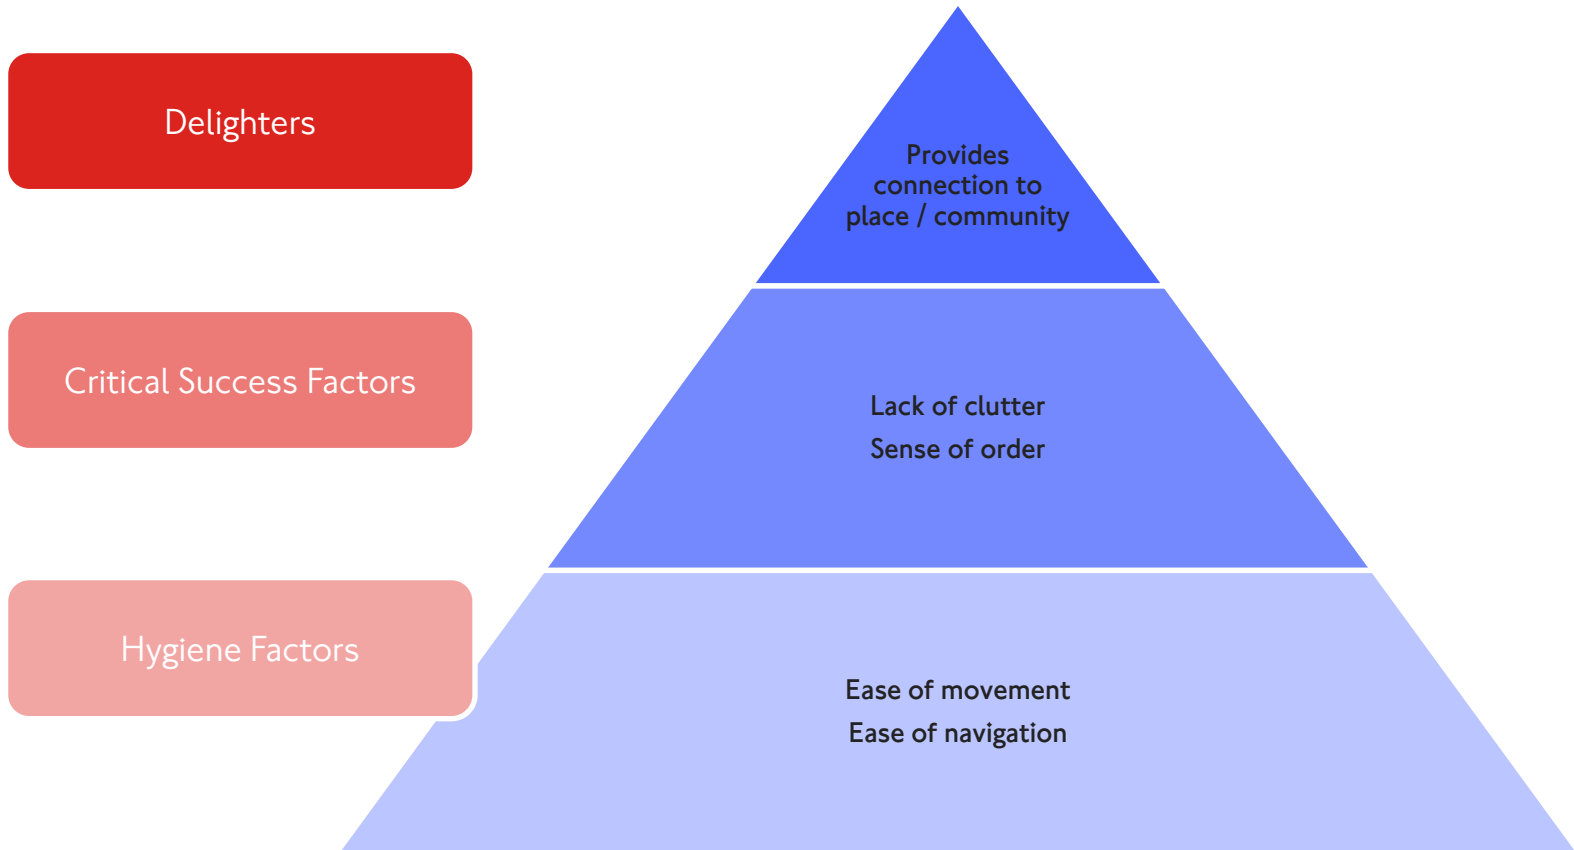 Delighters
Provides
connection to
place / community
Critical Success Factors
Lack of clutter
Sense of order
Hygiene Factors
Ease of movement
Ease of navigation